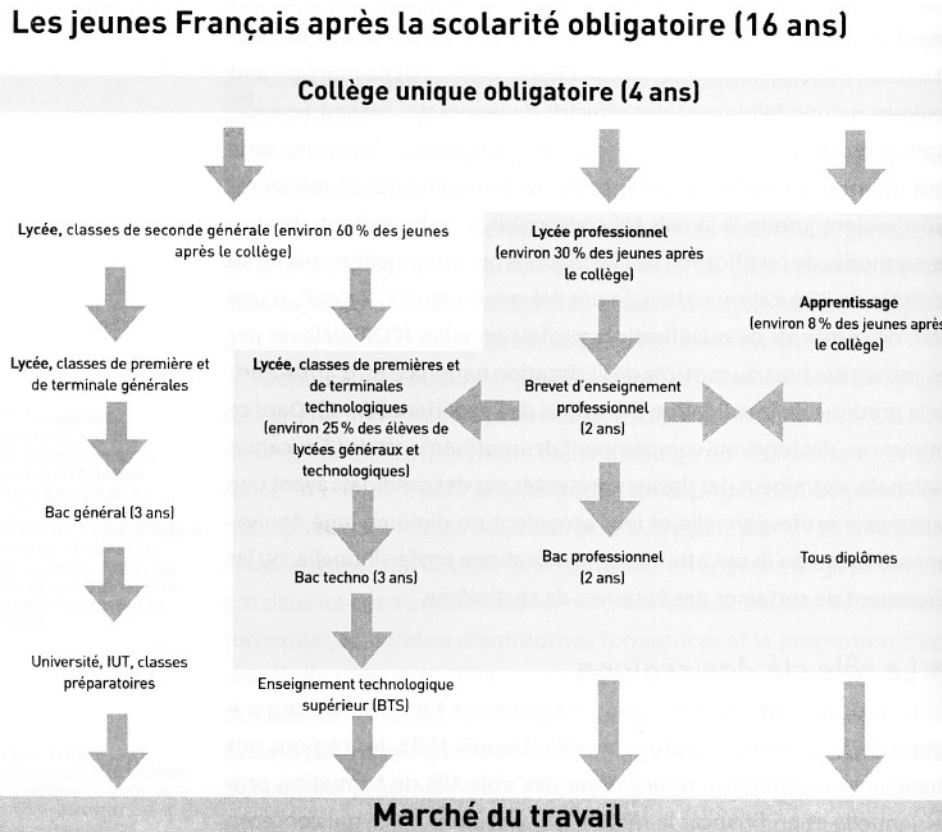 Les jeunes Français après la scolarité obligatoire (16 ans)
Collège unique obligatoire (4 ans)
Lycée, classes de seconde générale (environ 60 % des jeunes
après le collège)
Lycée professionnel
(environ 30 % des jeunes après
le collège)
Apprentissage
(environ 8 % des jeunes après
le collège)
Lycée, classes de première et
de terminale générales
Lycée, classes de premières et
de terminales
technologiques
(environ 25 % des élèves de
lycées généraux et
technologiques)
Brevet d'enseignement
professionnel
(2 ans)
Bac général (3 ans)
Bac techno (3 ans)
Bac professionnel
(2 ans)
Tous diplômes
Université, IUT, classes
préparatoires
Enseignement technologique
supérieur (BTS)
Marché du travail